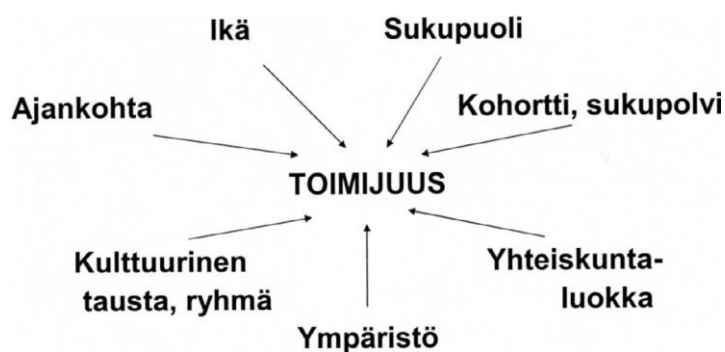 Ikä
Sukupuoli
Ajankohta
Kohortti, sukupolvi
TOIMIJUUS
Kulttuurinen
tausta, ryhmä
Yhteiskunta-
luokka
Ympäristö